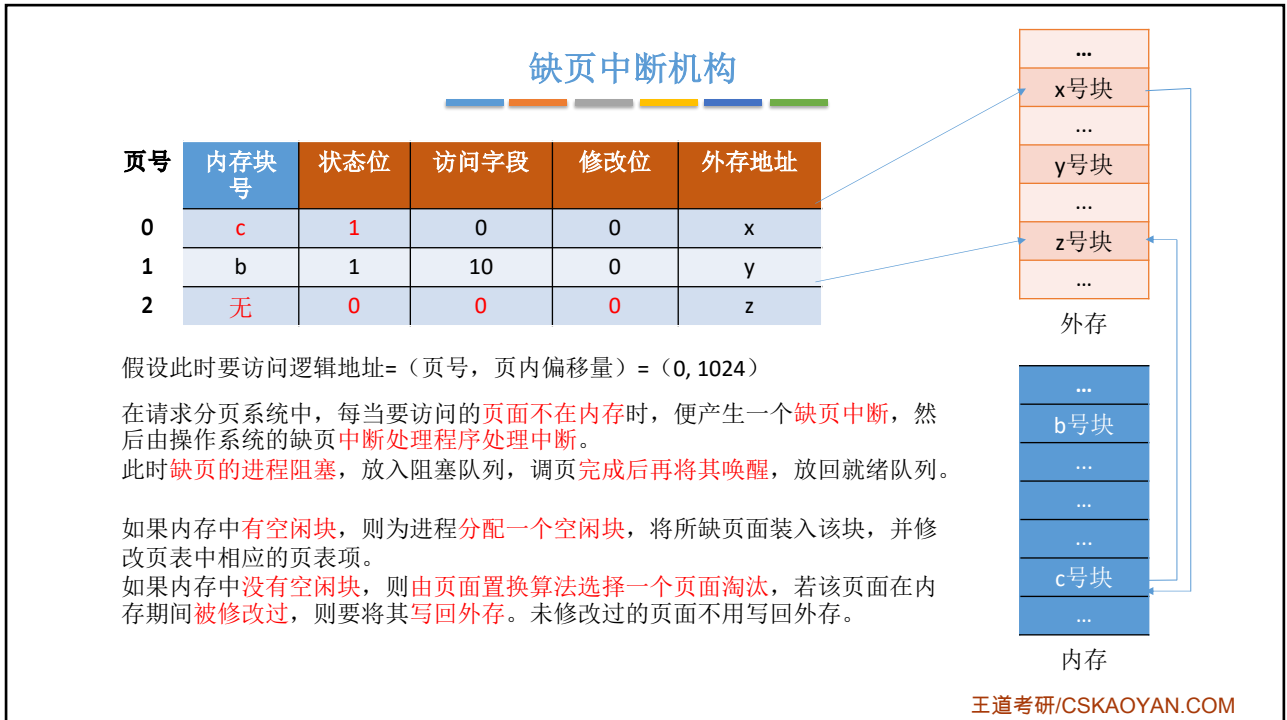 缺页中断机构
页号 内存块号 状态位 访问字段 修改位 外存地址
0 c 1 0 0 x
1 b 1 10 0 y
2 无 0 0 0 z
假设此时要访问逻辑地址=（页号，页内偏移量）=（0, 1024）
在请求分页系统中，每当要访问的页面不在内存时，便产生一个缺页中断，然
后由操作系统的缺页中断处理程序处理中断。
此时缺页的进程阻塞，放入阻塞队列，调页完成后再将其唤醒，放回就绪队列。
如果内存中有空闲块，则为进程分配一个空闲块，将所缺页面装入该块，并修
改页表中相应的页表项。
如果内存中没有空闲块，则由页面置换算法选择一个页面淘汰，若该页面在内
存期间被修改过，则要将其写回外存。未修改过的页面不用写回外存。
...
x号块
...
y号块
...
z号块
...
外存
...
b号块
...
...
...
c号块
...
内存
王道考研/CSKAOYAN.COM